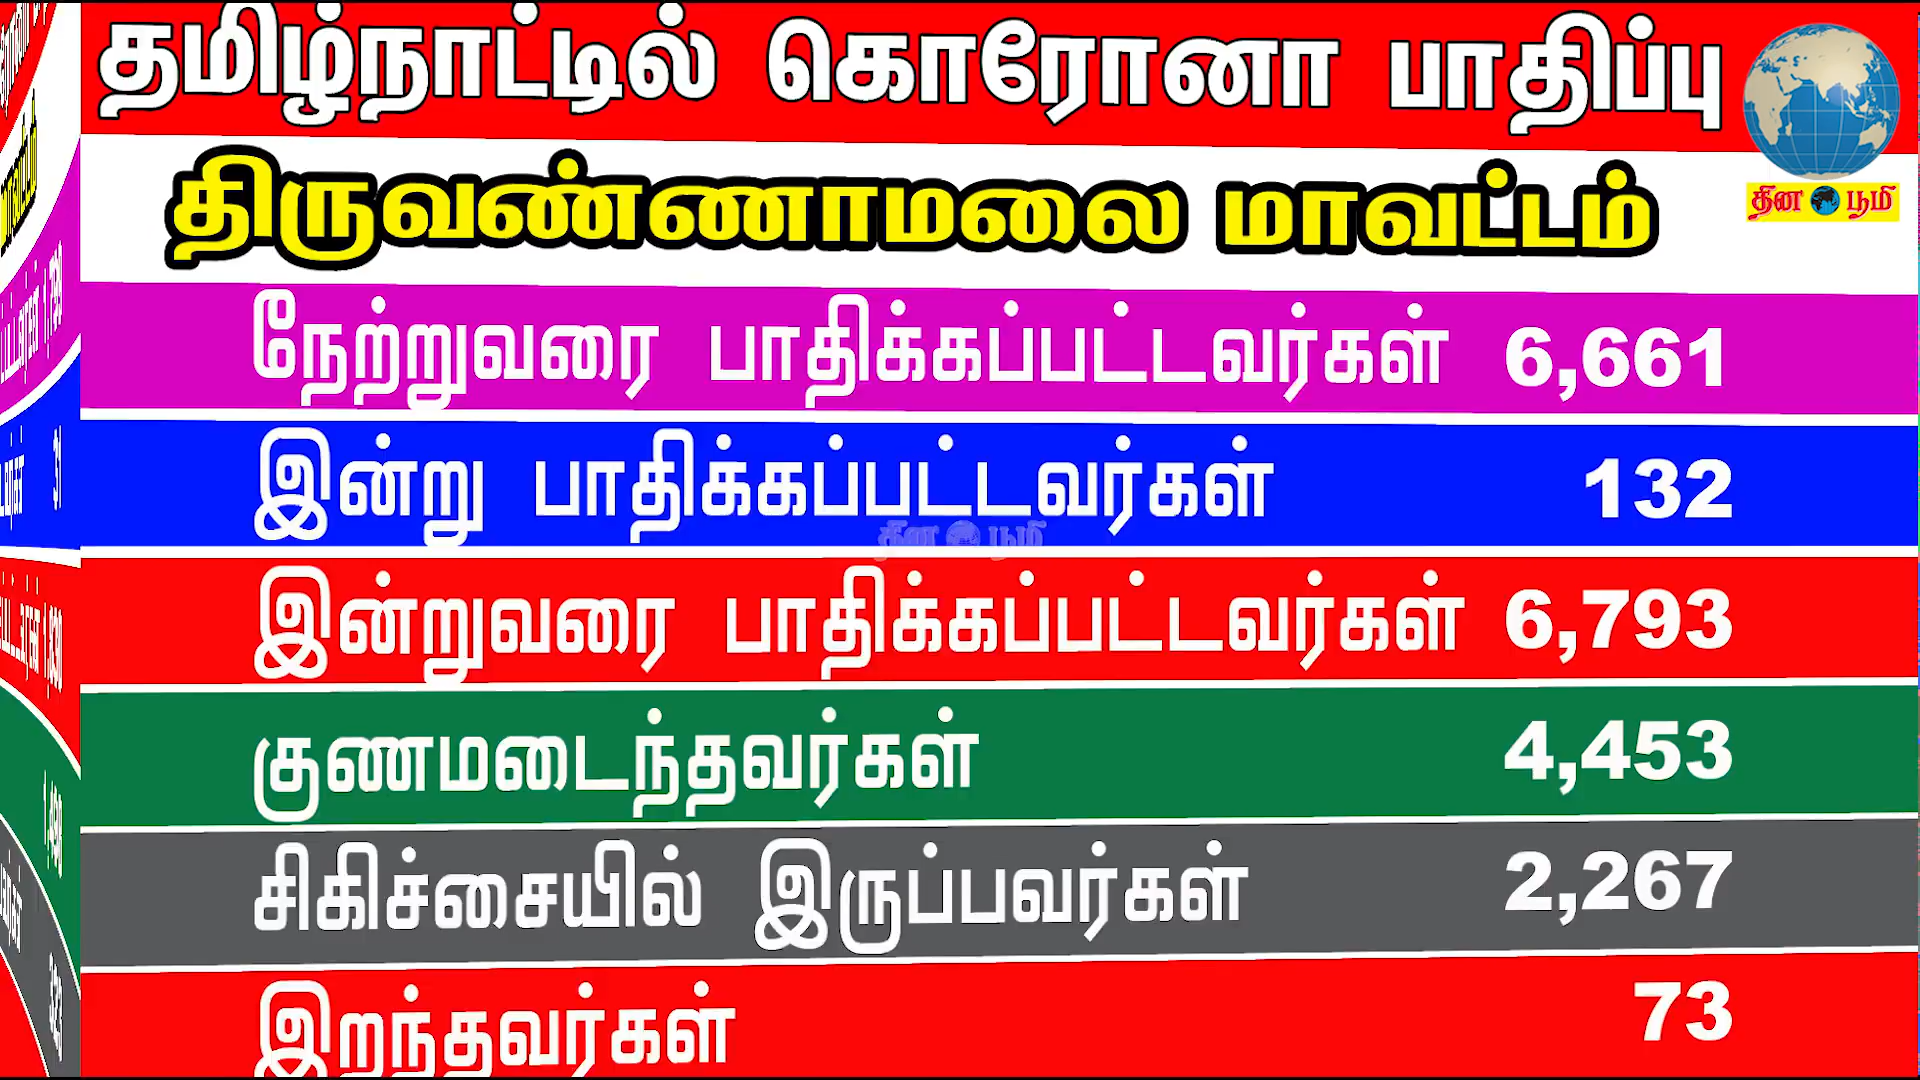 தமிழ்நாட்டில் கொரோனா பாதிப்பு
தின பூமி
திருவண்ணாமலை மாவட்டம்
நேற்றுவரை பாதிக்கப்பட்டவர்கள் 6,661
இன்று பாதிக்கப்பட்டவர்கள் 132
தின பூமி
இன்றுவரை பாதிக்கப்பட்டவர்கள் 6,793
குணமடைந்தவர்கள் 4,453
சிகிச்சையில் இருப்பவர்கள் 2,267
இறந்தவர்கள் 73